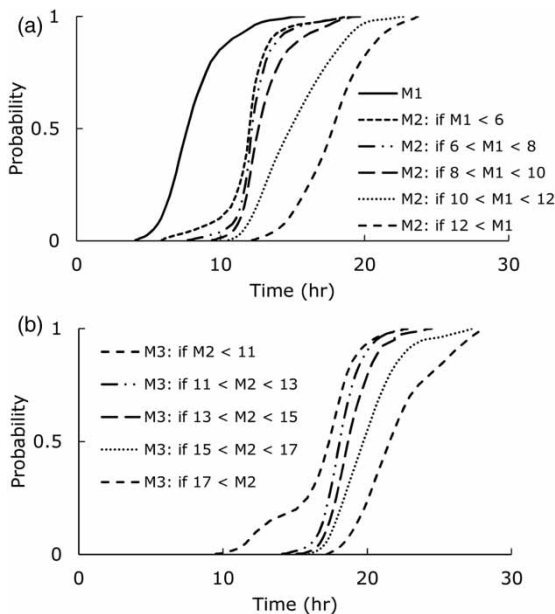 (a)
1
0.5
0
Probability
M1
M2: if M1 < 6
M2: if 6 < M1 < 8
M2: if 8 < M1 < 10
M2: if 10 < M1 < 12
M2: if 12 < M1
0 10 20 30
Time (hr)
(b)
1
0.5
0
Probability
M3: if M2 < 11
M3: if 11 < M2 < 13
M3: if 13 < M2 < 15
M3: if 15 < M2 < 17
M3: if 17 < M2
0 10 20 30
Time (hr)